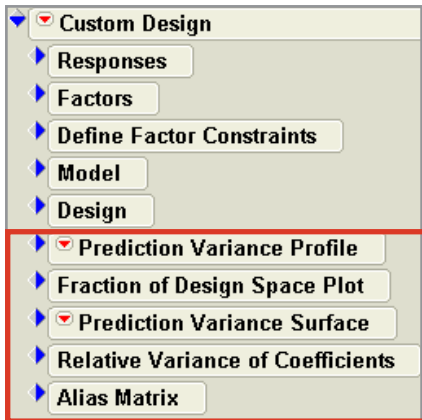 Custom Design
Responses
Factors
Define Factor Constraints
Model
Design
Prediction Variance Profile
Fraction of Design Space Plot
Prediction Variance Surface
Relative Variance of Coefficients
Alias Matrix